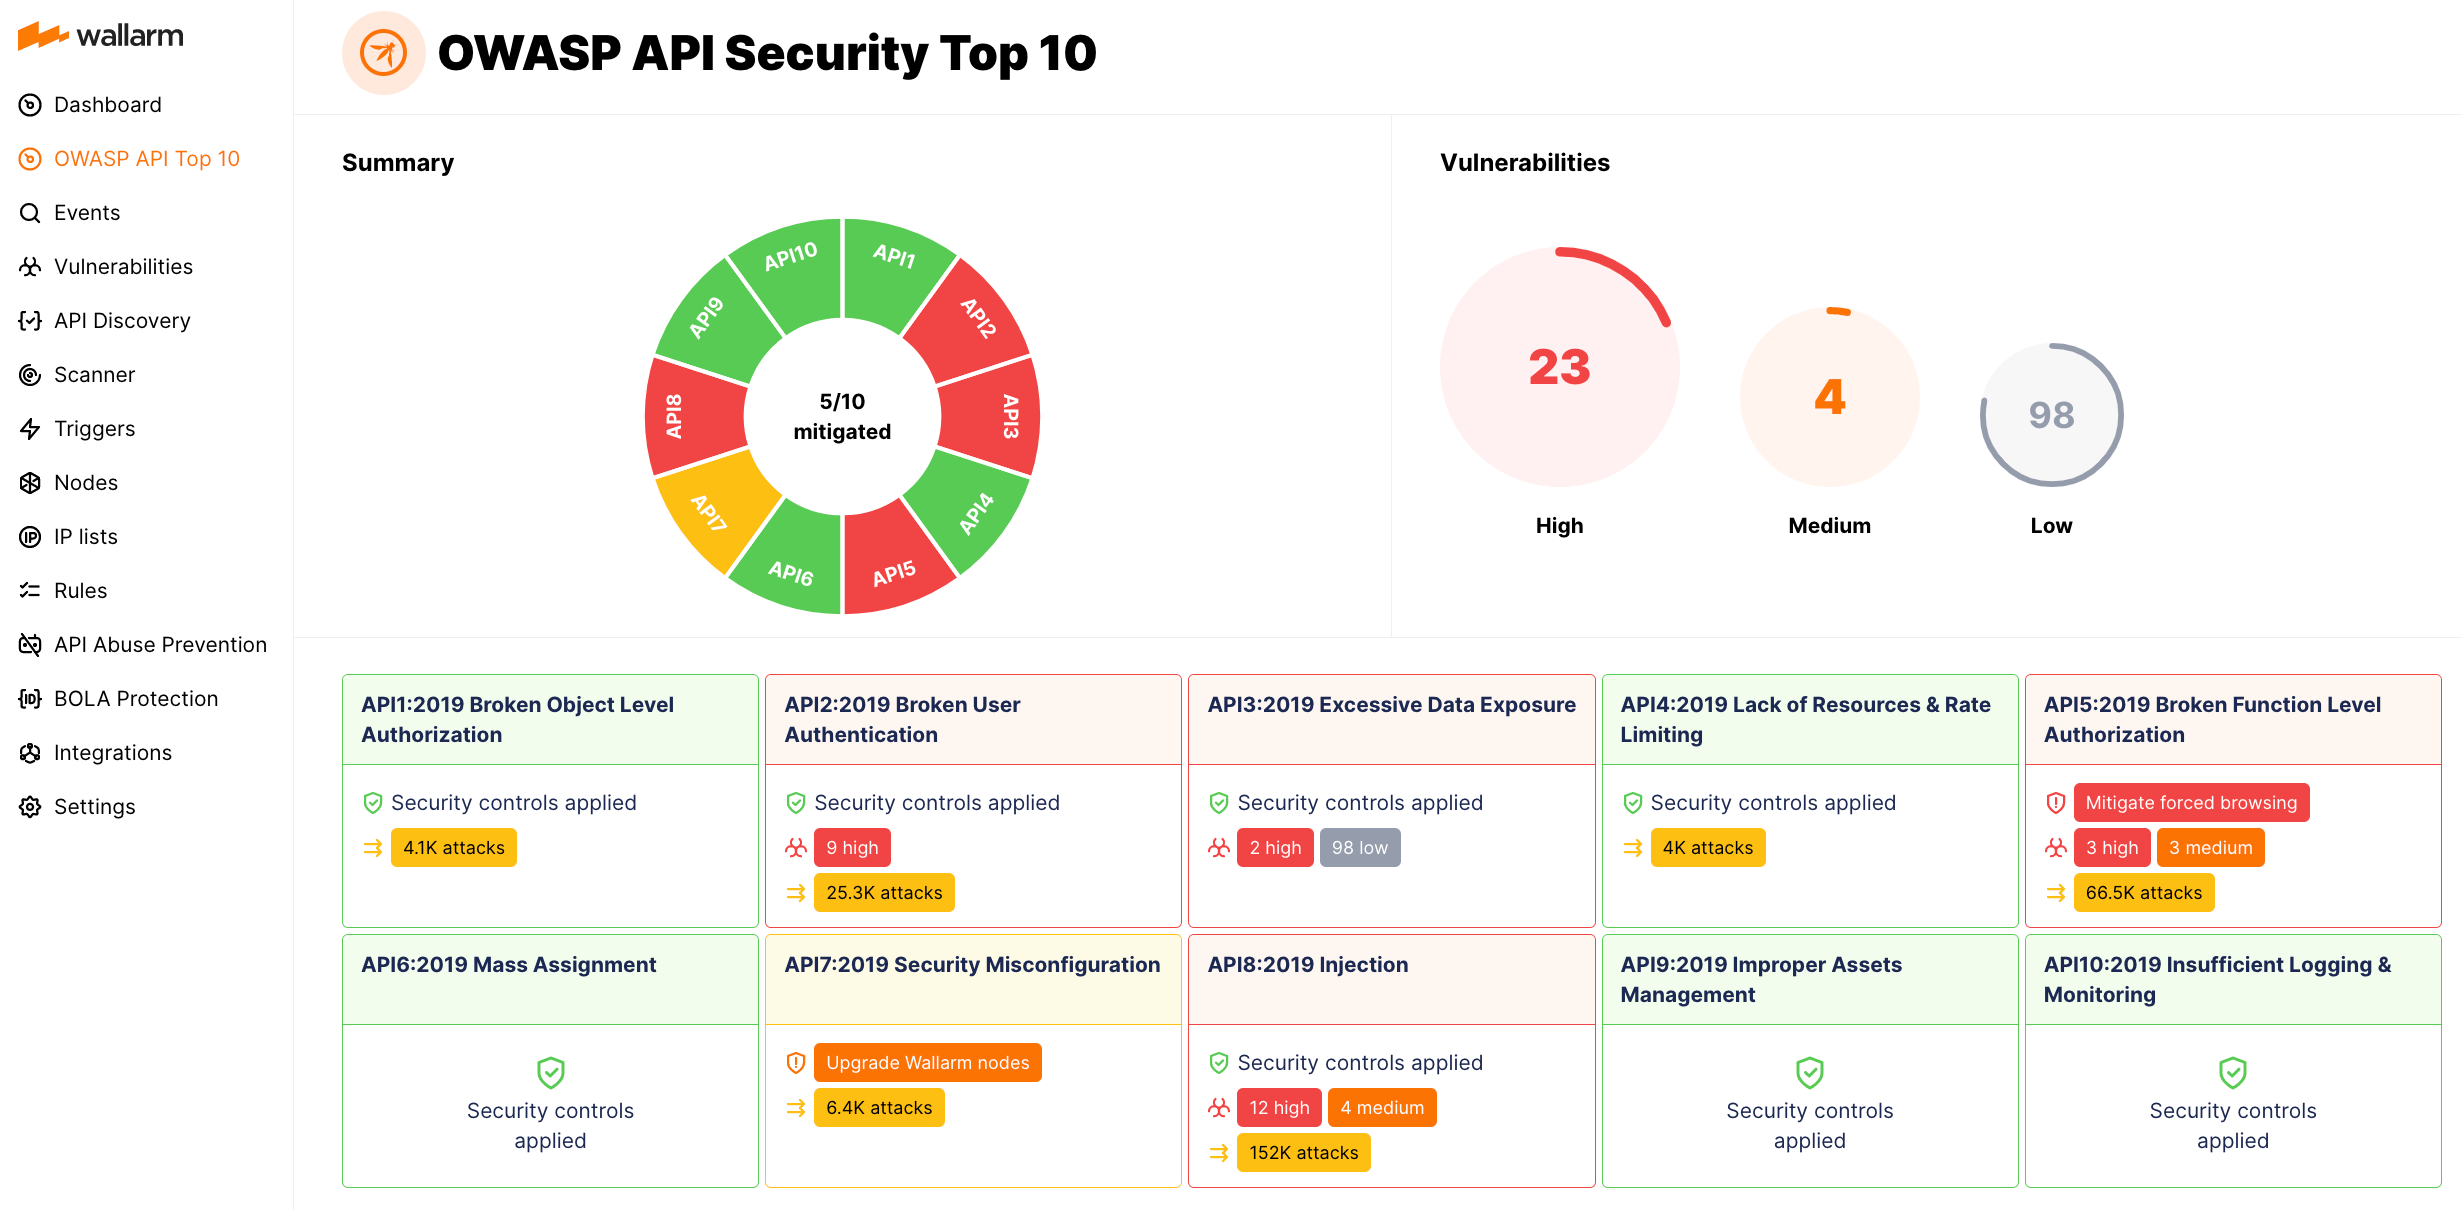 wallarm
Dashboard
OWASP API Top 10
Events
Vulnerabilities
API Discovery
Scanner
Triggers
Nodes
IP lists
Rules
API Abuse Prevention
BOLA Protection
Integrations
Settings
OWASP API Security Top 10
Summary
API1
API2
API3
API4
API5
API6
API7
API8
API9
API10
5/10
mitigated
Vulnerabilities
23
High
4
Medium
98
Low
API1:2019 Broken Object Level
Authorization
Security controls applied
4.1K attacks
API2:2019 Broken User
Authentication
Security controls applied
9 high
25.3K attacks
API3:2019 Excessive Data Exposure
Security controls applied
2 high 98 low
API4:2019 Lack of Resources & Rate
Limiting
Security controls applied
4K attacks
API5:2019 Broken Function Level
Authorization
Mitigate forced browsing
3 high 3 medium
66.5K attacks
API6:2019 Mass Assignment
Security controls
applied
API7:2019 Security Misconfiguration
Upgrade Wallarm nodes
6.4K attacks
API8:2019 Injection
Security controls applied
12 high 4 medium
152K attacks
API9:2019 Improper Assets
Management
Security controls
applied
API10:2019 Insufficient Logging &
Monitoring
Security controls
applied